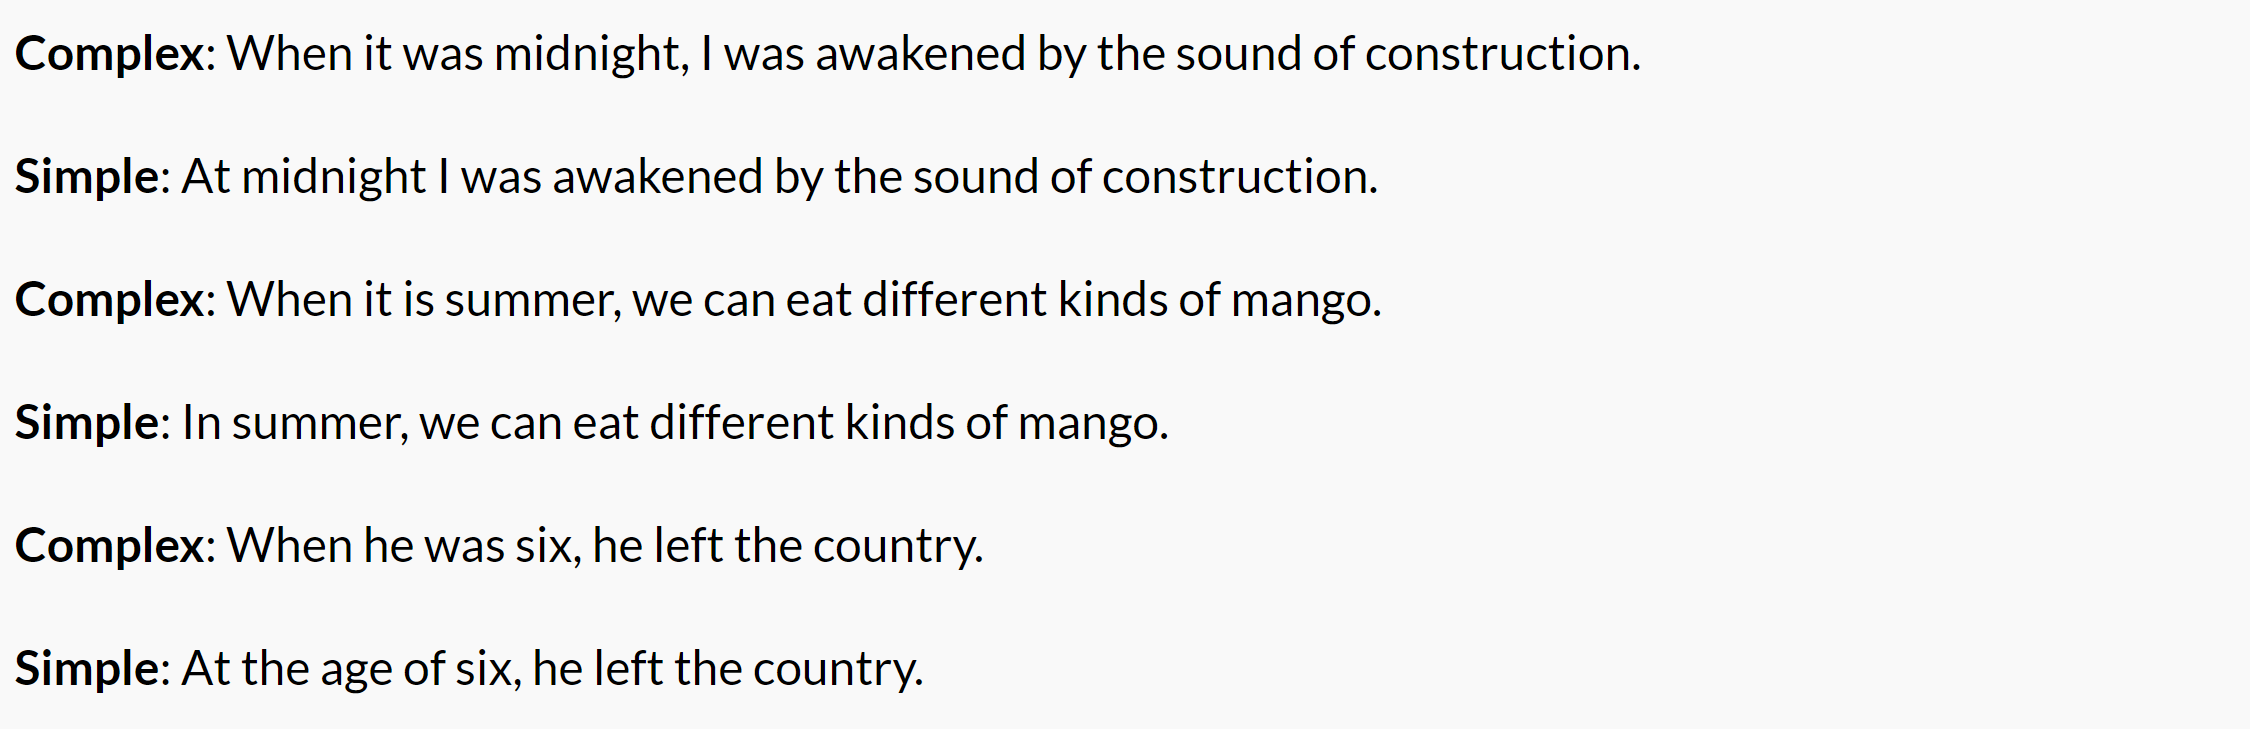 Complex: When it was midnight, I was awakened by the sound of construction.
Simple: At midnight I was awakened by the sound of construction.
Complex: When it is summer, we can eat different kinds of mango.
Simple: In summer, we can eat different kinds of mango.
Complex: When he was six, he left the country.
Simple: At the age of six, he left the country.